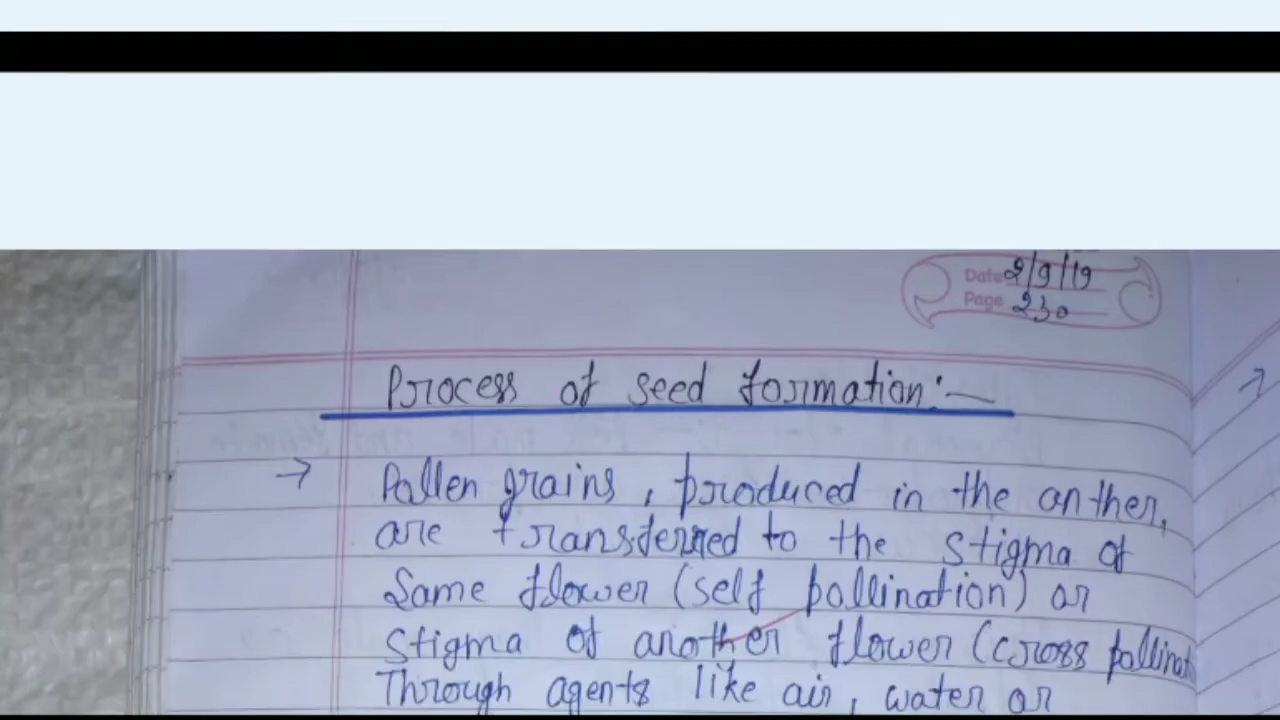 Date 2/9/19
Page 230
Process of seed formation:—
→ Pollen grains, produced in the anther,
are transferred to the stigma of
Same flower (self pollination) or
stigma of another flower (cross pollinat
Through agents like air, water or